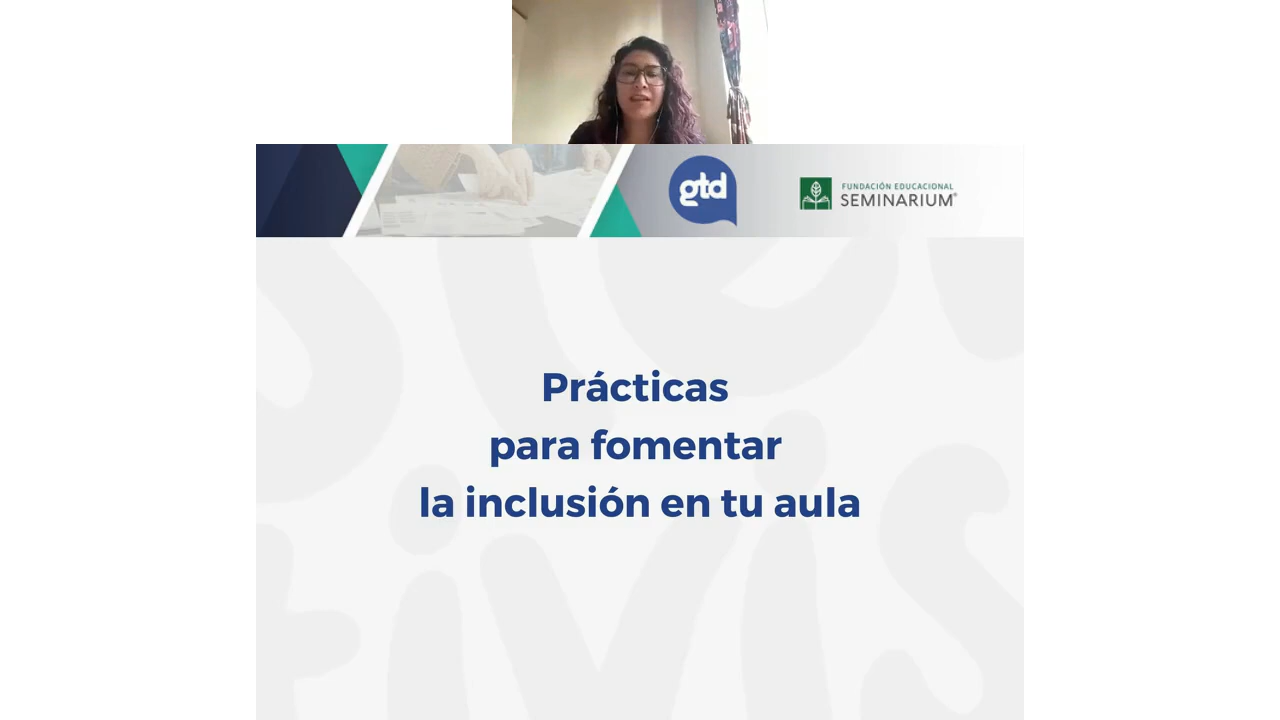 gtd
FUNDACIÓN EDUCACIONAL
SEMINARIUM®
Prácticas
para fomentar
la inclusión en tu aula